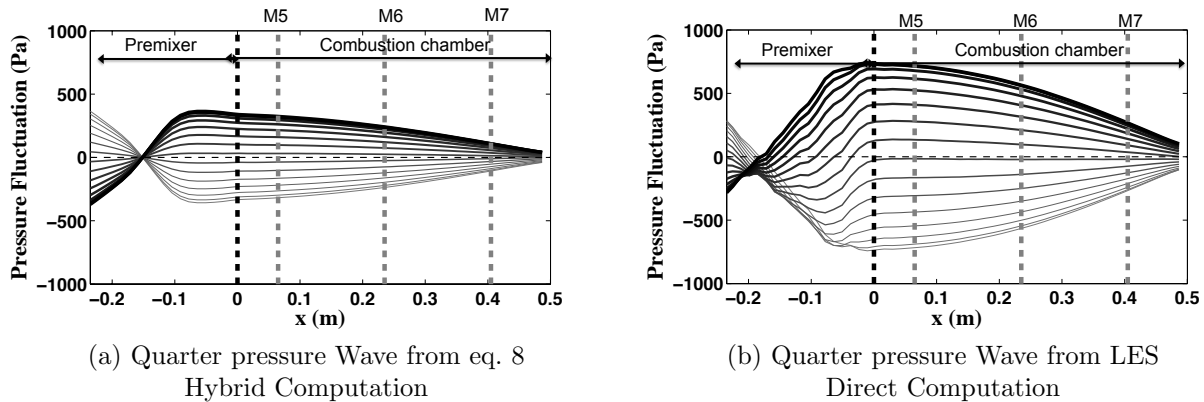 M5 M6 M7
1000
Premixer Combustion chamber
500
0
−500
−1000
−0.2 −0.1 0 0.1 0.2 0.3 0.4 0.5
x (m)
Pressure Fluctuation (Pa)
(a) Quarter pressure Wave from eq. 8
Hybrid Computation
M5 M6 M7
1000
Premixer Combustion chamber
500
0
−500
−1000
−0.2 −0.1 0 0.1 0.2 0.3 0.4 0.5
x (m)
Pressure Fluctuation (Pa)
(b) Quarter pressure Wave from LES
Direct Computation